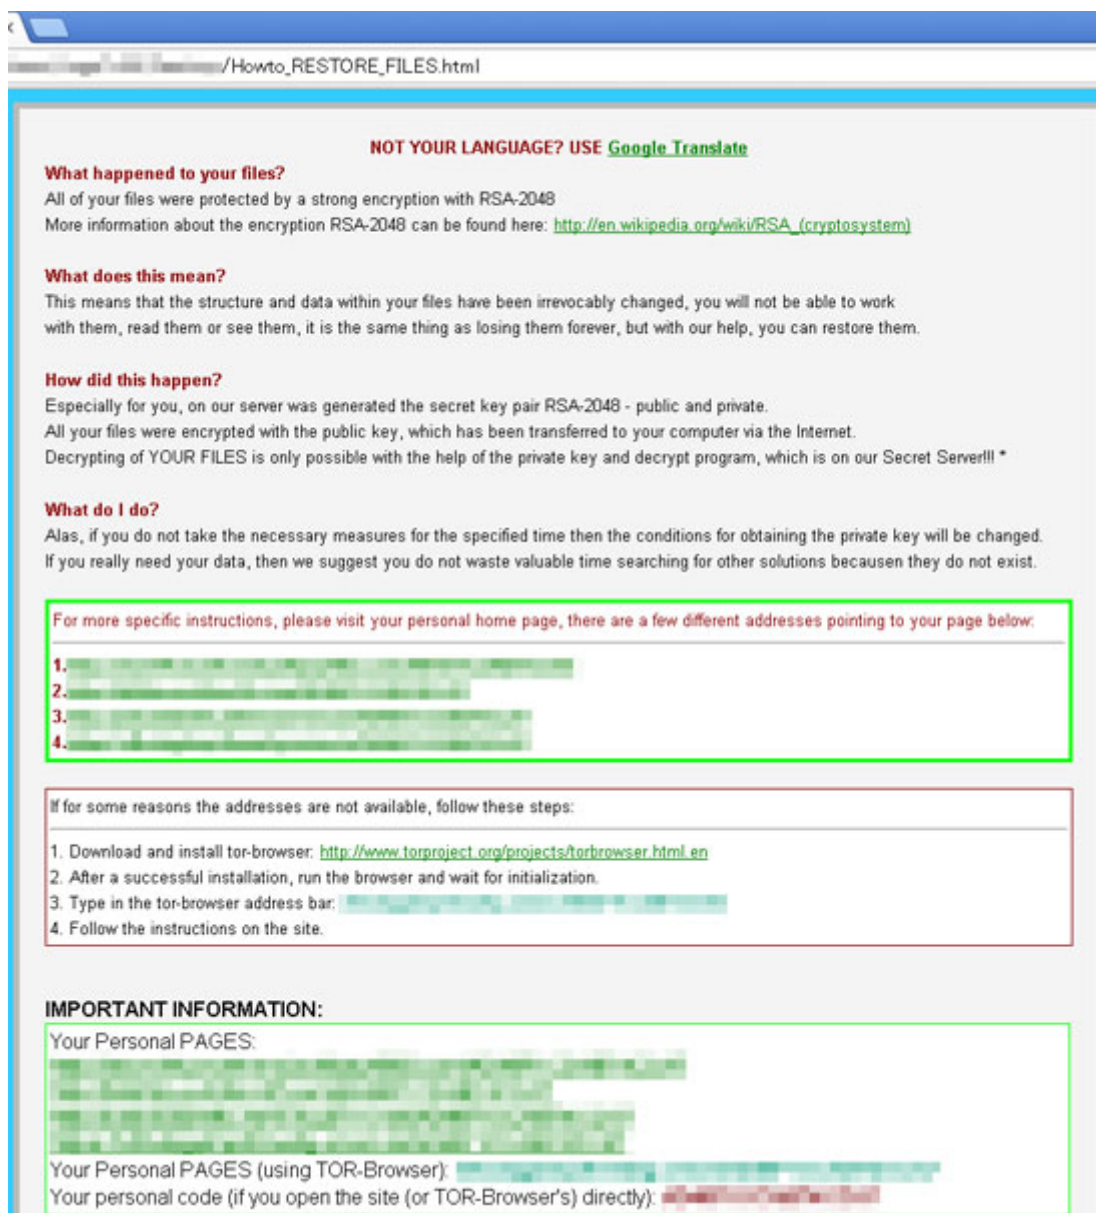 /Howto_RESTORE_FILES.html
NOT YOUR LANGUAGE? USE Google Translate
What happened to your files?
All of your files were protected by a strong encryption with RSA-2048
More information about the encryption RSA-2048 can be found here: http://en.wikipedia.org/wiki/RSA_(cryptosystem)
What does this mean?
This means that the structure and data within your files have been irrevocably changed, you will not be able to work
with them, read them or see them, it is the same thing as losing them forever, but with our help, you can restore them.
How did this happen?
Especially for you, on our server was generated the secret key pair RSA-2048 - public and private.
All your files were encrypted with the public key, which has been transferred to your computer via the Internet.
Decrypting of YOUR FILES is only possible with the help of the private key and decrypt program, which is on our Secret Server!!! *
What do I do?
Alas, if you do not take the necessary measures for the specified time then the conditions for obtaining the private key will be changed.
If you really need your data, then we suggest you do not waste valuable time searching for other solutions becausen they do not exist.
For more specific instructions, please visit your personal home page, there are a few different addresses pointing to your page below:
1.
2.
3.
4.
If for some reasons the addresses are not available, follow these steps:
1. Download and install tor-browser: http://www.torproject.org/projects/torbrowser.html.en
2. After a successful installation, run the browser and wait for initialization.
3. Type in the tor-browser address bar:
4. Follow the instructions on the site.
IMPORTANT INFORMATION:
Your Personal PAGES:
Your Personal PAGES (using TOR-Browser):
Your personal code (if you open the site (or TOR-Browser's) directly):